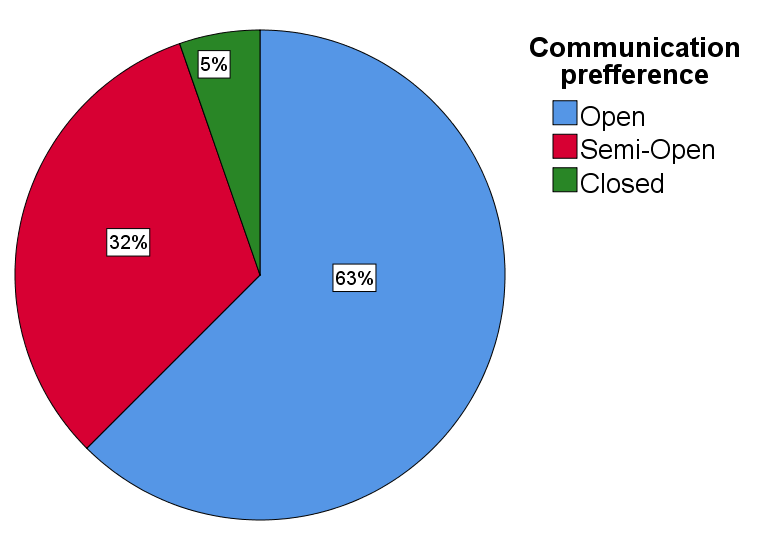 Communication
prefference
Open
Semi-Open
Closed
5%
32%
63%